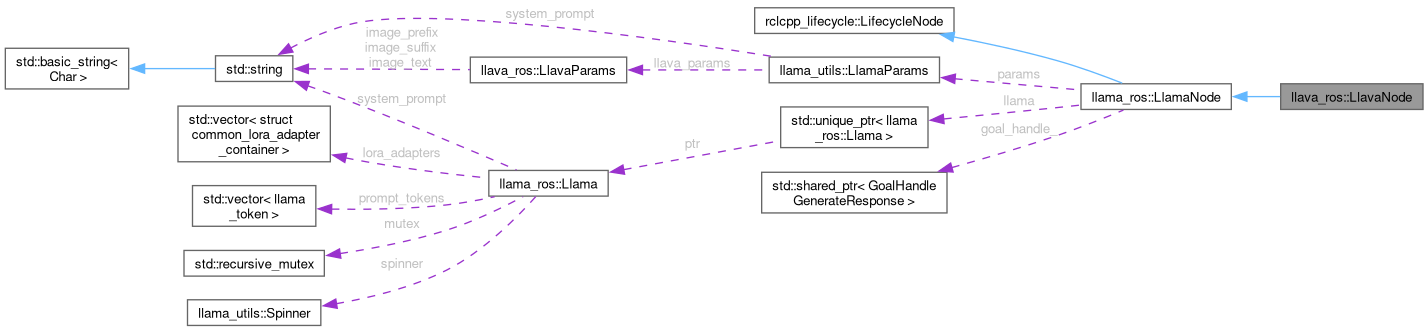 system_prompt
rclcpp_lifecycle::LifecycleNode
image_prefix
image_suffix
image_text
std::basic_string<
Char >
std::string
llava_ros::LlavaParams
llava_params
llama_utils::LlamaParams
params
llama_ros::LlamaNode
llava_ros::LlavaNode
system_prompt
llama
std::vector< struct
common_lora_adapter
_container >
std::unique_ptr< llama
_ros::Llama >
goal_handle_
lora_adapters
ptr
llama_ros::Llama
std::shared_ptr< GoalHandle
GenerateResponse >
std::vector< llama
_token >
prompt_tokens
mutex
std::recursive_mutex
spinner
llama_utils::Spinner